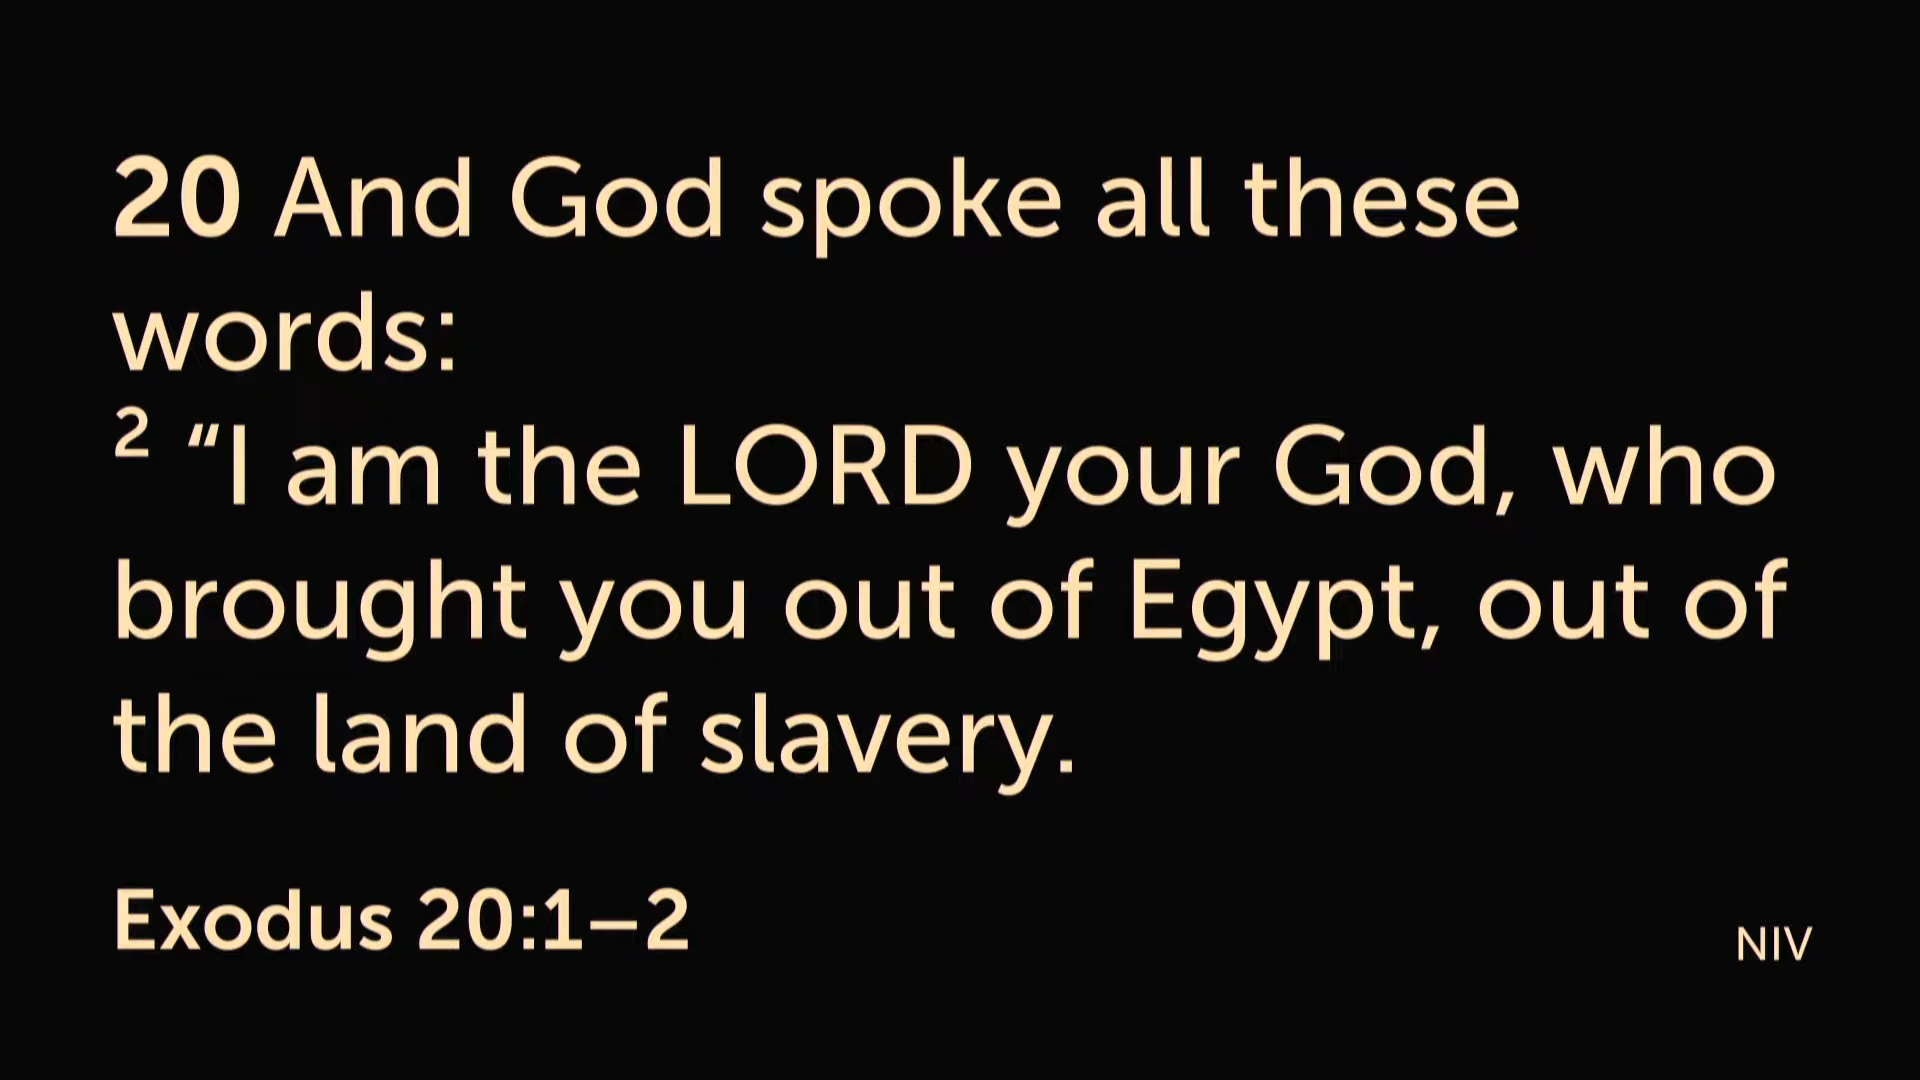 20 And God spoke all these
words:
2 “I am the LORD your God, who
brought you out of Egypt, out of
the land of slavery.
Exodus 20:1–2
NIV